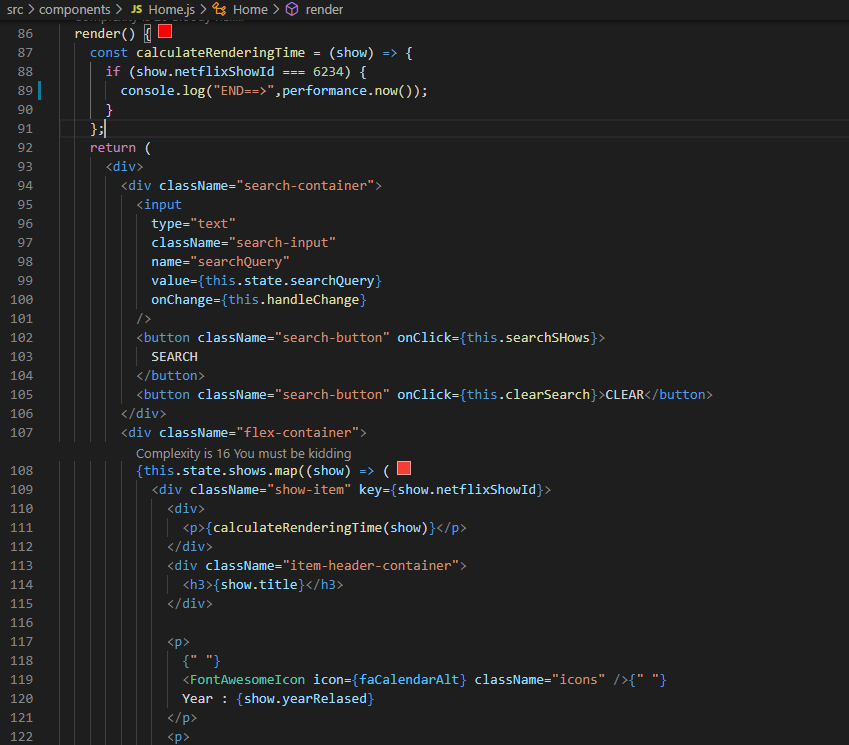 src > components > JS Home.js > Home > render
86 render() {
87 const calculateRenderingTime = (show) => {
88 if (show.netflixShowId === 6234) {
89 console.log("END==>",performance.now());
90 }
91 };
92 return (
93 <div>
94 <div className="search-container">
95 <input
96 type="text"
97 className="search-input"
98 name="searchQuery"
99 value={this.state.searchQuery}
100 onChange={this.handleChange}
101 />
102 <button className="search-button" onClick={this.searchSHows}>
103 SEARCH
104 </button>
105 <button className="search-button" onClick={this.clearSearch}>CLEAR</button>
106 </div>
107 <div className="flex-container">
Complexity is 16 You must be kidding
108 {this.state.shows.map((show) => (
109 <div className="show-item" key={show.netflixShowId}>
110 <div>
111 <p>{calculateRenderingTime(show)}</p>
112 </div>
113 <div className="item-header-container">
114 <h3>{show.title}</h3>
115 </div>
116
117 <p>
118 {" "}
119 <FontAwesomeIcon icon={faCalendarAlt} className="icons" />{" "}
120 Year : {show.yearRelased}
121 </p>
122 <p>